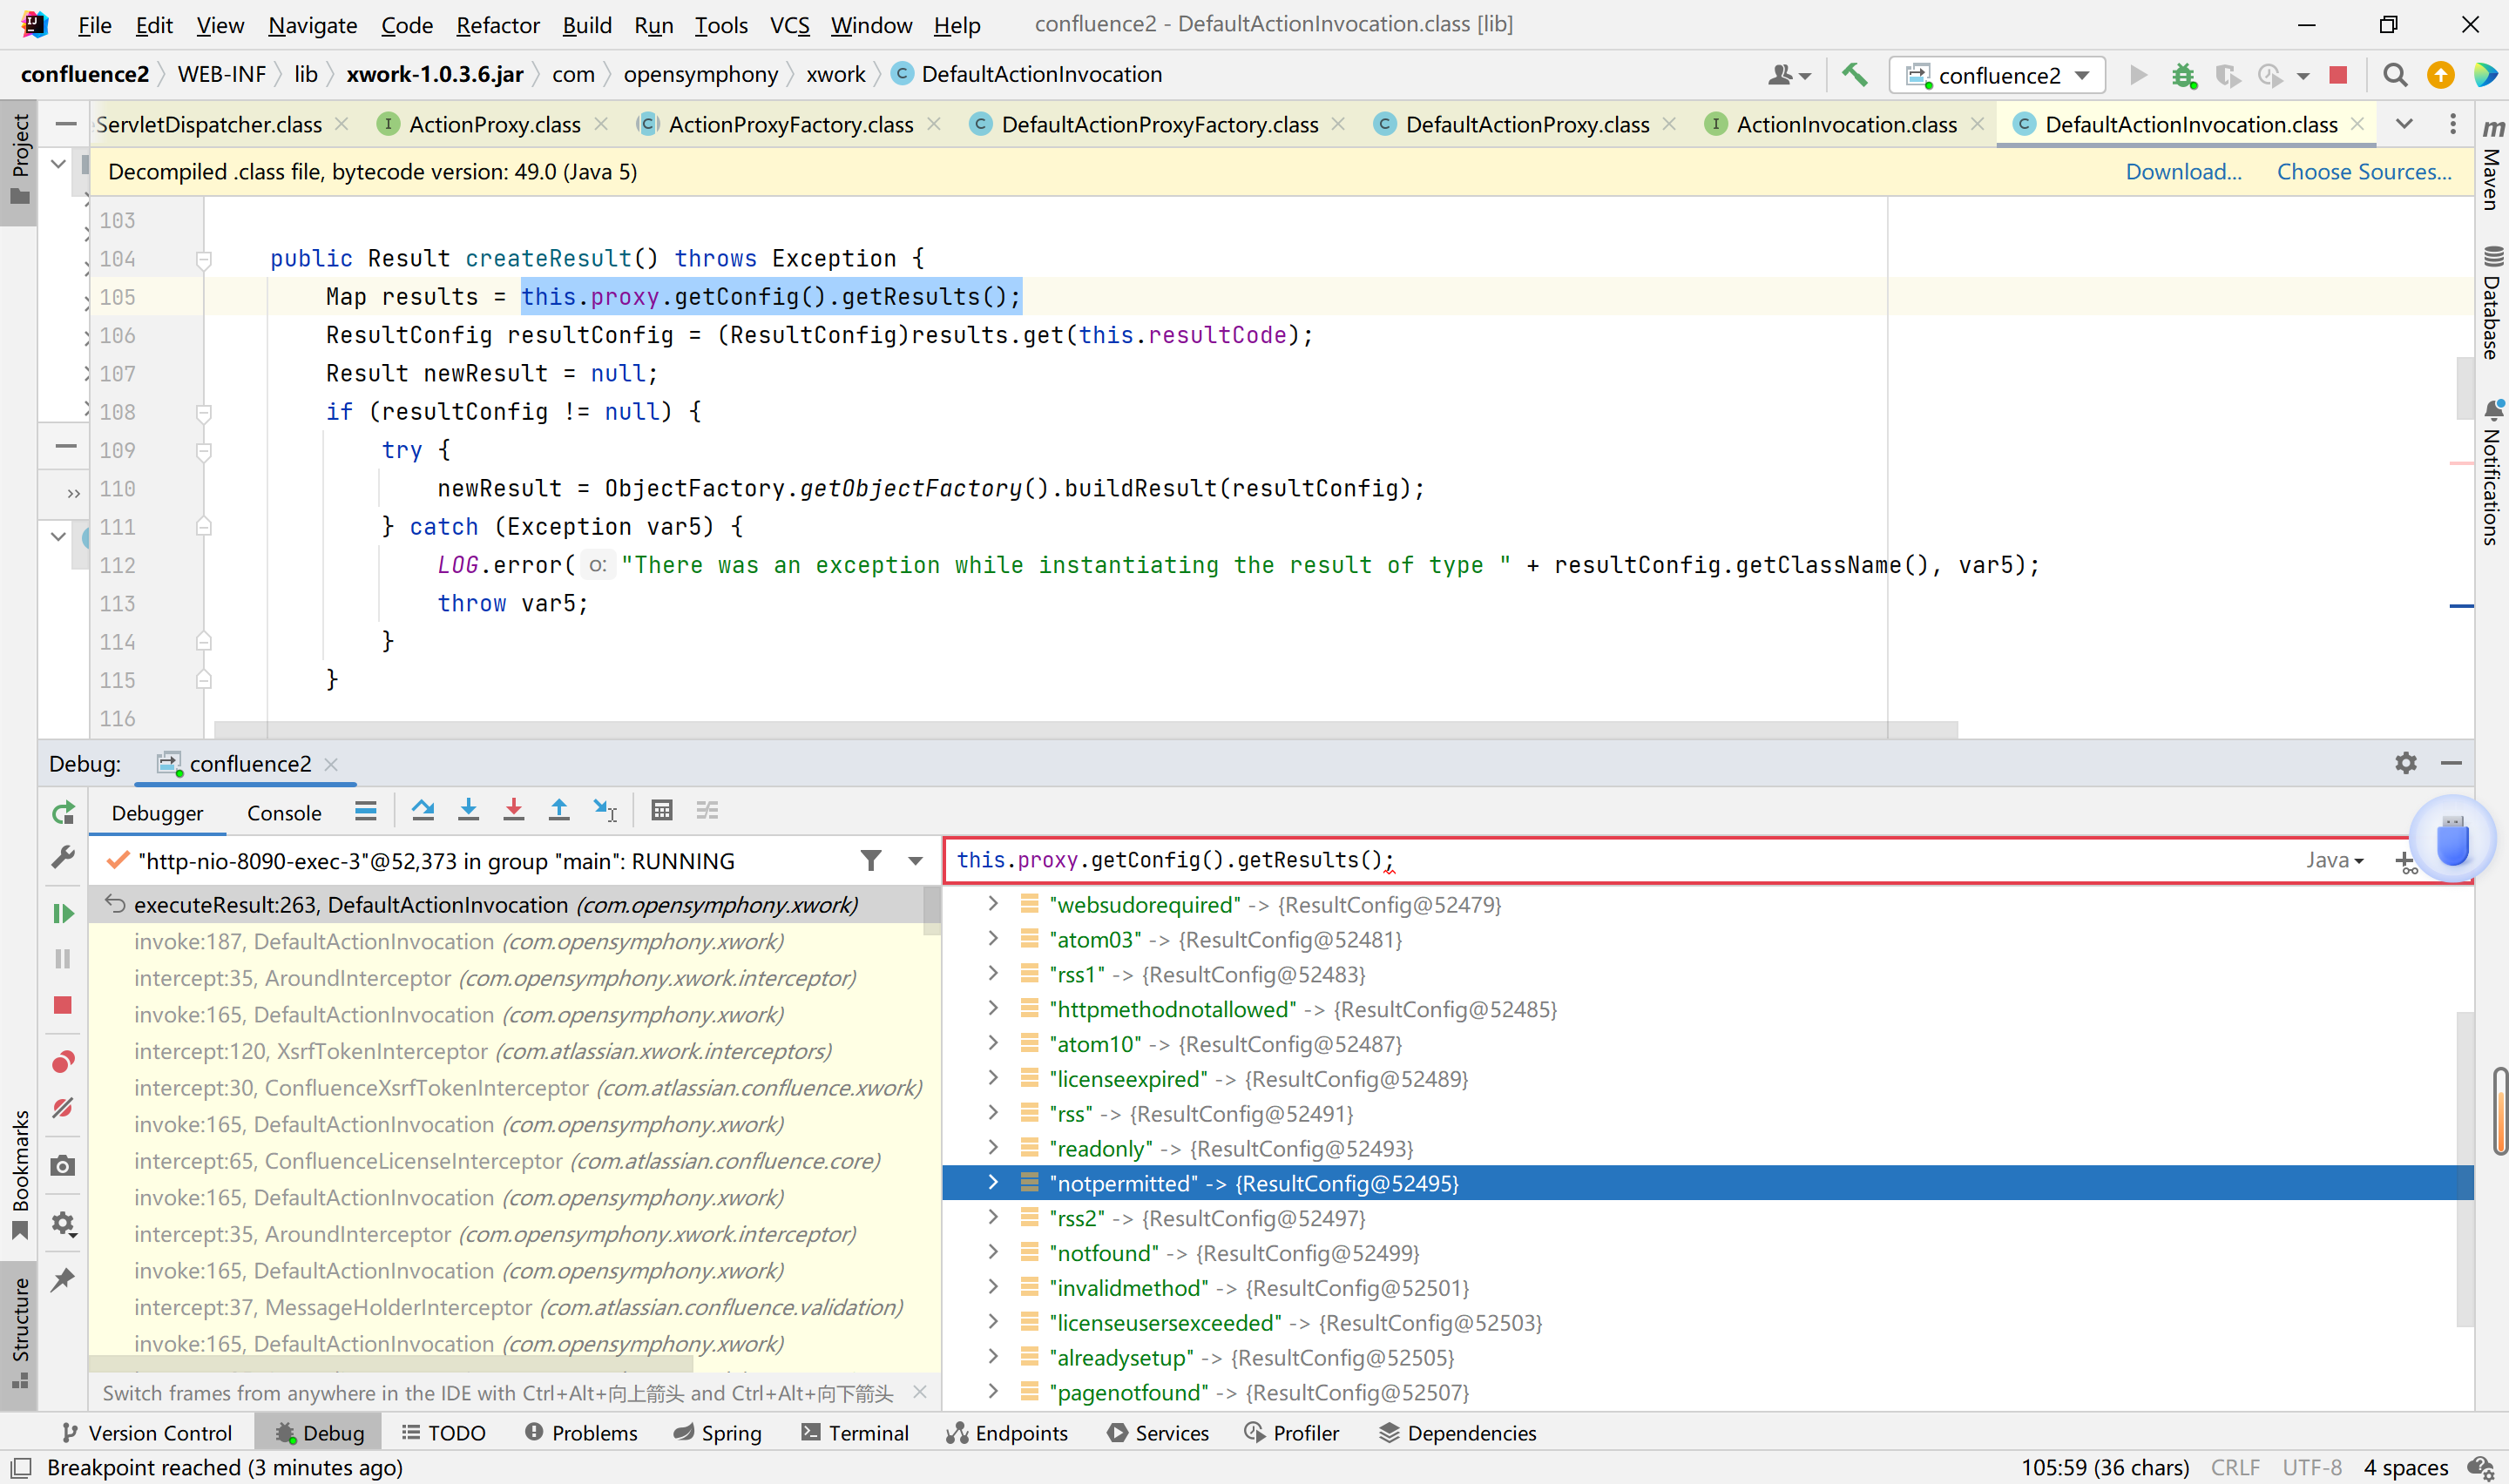 File Edit View Navigate Code Refactor Build Run Tools VCS Window Help confluence2 - DefaultActionInvocation.class [lib]
confluence2 WEB-INF lib xwork-1.0.3.6.jar com opensymphony xwork DefaultActionInvocation confluence2
ServletDispatcher.class ActionProxy.class ActionProxyFactory.class DefaultActionProxyFactory.class DefaultActionProxy.class ActionInvocation.class DefaultActionInvocation.class
Decompiled .class file, bytecode version: 49.0 (Java 5) Download... Choose Sources...
Project
Maven
Database
Notifications
103
104 public Result createResult() throws Exception {
105 Map results = this.proxy.getConfig().getResults();
106 ResultConfig resultConfig = (ResultConfig)results.get(this.resultCode);
107 Result newResult = null;
108 if (resultConfig != null) {
109 try {
110 newResult = ObjectFactory.getObjectFactory().buildResult(resultConfig);
111 } catch (Exception var5) {
112 LOG.error( o: "There was an exception while instantiating the result of type " + resultConfig.getClassName(), var5);
113 throw var5;
114 }
115 }
116
Debug: confluence2
Debugger Console
"http-nio-8090-exec-3"@52,373 in group "main": RUNNING
executeResult:263, DefaultActionInvocation (com.opensymphony.xwork)
invoke:187, DefaultActionInvocation (com.opensymphony.xwork)
intercept:35, AroundInterceptor (com.opensymphony.xwork.interceptor)
invoke:165, DefaultActionInvocation (com.opensymphony.xwork)
intercept:120, XsrfTokenInterceptor (com.atlassian.xwork.interceptors)
intercept:30, ConfluenceXsrfTokenInterceptor (com.atlassian.confluence.xwork)
invoke:165, DefaultActionInvocation (com.opensymphony.xwork)
intercept:65, ConfluenceLicenseInterceptor (com.atlassian.confluence.core)
invoke:165, DefaultActionInvocation (com.opensymphony.xwork)
intercept:35, AroundInterceptor (com.opensymphony.xwork.interceptor)
invoke:165, DefaultActionInvocation (com.opensymphony.xwork)
intercept:37, MessageHolderInterceptor (com.atlassian.confluence.validation)
invoke:165, DefaultActionInvocation (com.opensymphony.xwork)
Switch frames from anywhere in the IDE with Ctrl+Alt+向上箭头 and Ctrl+Alt+向下箭头
this.proxy.getConfig().getResults(); Java
"websudorequired" -> {ResultConfig@52479}
"atom03" -> {ResultConfig@52481}
"rss1" -> {ResultConfig@52483}
"httpmethodnotallowed" -> {ResultConfig@52485}
"atom10" -> {ResultConfig@52487}
"licenseexpired" -> {ResultConfig@52489}
"rss" -> {ResultConfig@52491}
"readonly" -> {ResultConfig@52493}
"notpermitted" -> {ResultConfig@52495}
"rss2" -> {ResultConfig@52497}
"notfound" -> {ResultConfig@52499}
"invalidmethod" -> {ResultConfig@52501}
"licenseusersexceeded" -> {ResultConfig@52503}
"alreadysetup" -> {ResultConfig@52505}
"pagenotfound" -> {ResultConfig@52507}
Bookmarks
Structure
Version Control Debug TODO Problems Spring Terminal Endpoints Services Profiler Dependencies
Breakpoint reached (3 minutes ago) 105:59 (36 chars) CRLF UTF-8 4 spaces